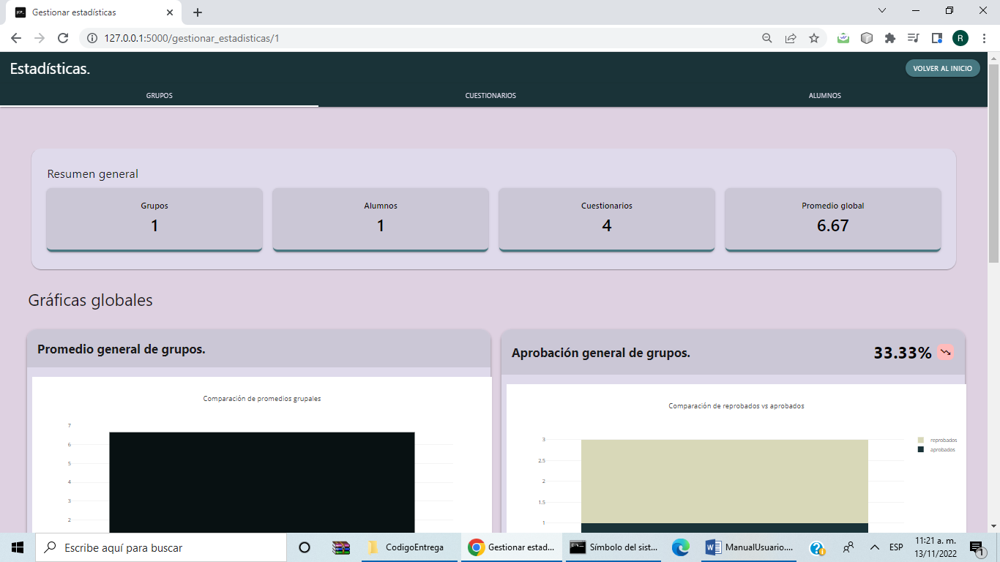 Gestionar estadísticas
127.0.0.1:5000/gestionar_estadisticas/1
R
Estadísticas.
VOLVER AL INICIO
GRUPOS
CUESTIONARIOS
ALUMNOS
Resumen general
Grupos
1
Alumnos
1
Cuestionarios
4
Promedio global
6.67
Gráficas globales
Promedio general de grupos.
Aprobación general de grupos.
33.33%
Comparación de promedios grupales
7
6
5
4
3
2
Comparación de reprobados vs aprobados
3
2.5
2
1.5
1
reprobados
aprobados
Escribe aquí para buscar
CodigoEntrega
Gestionar estad...
Símbolo del sist...
ManualUsuario....
ESP
11:21 a. m.
13/11/2022
1